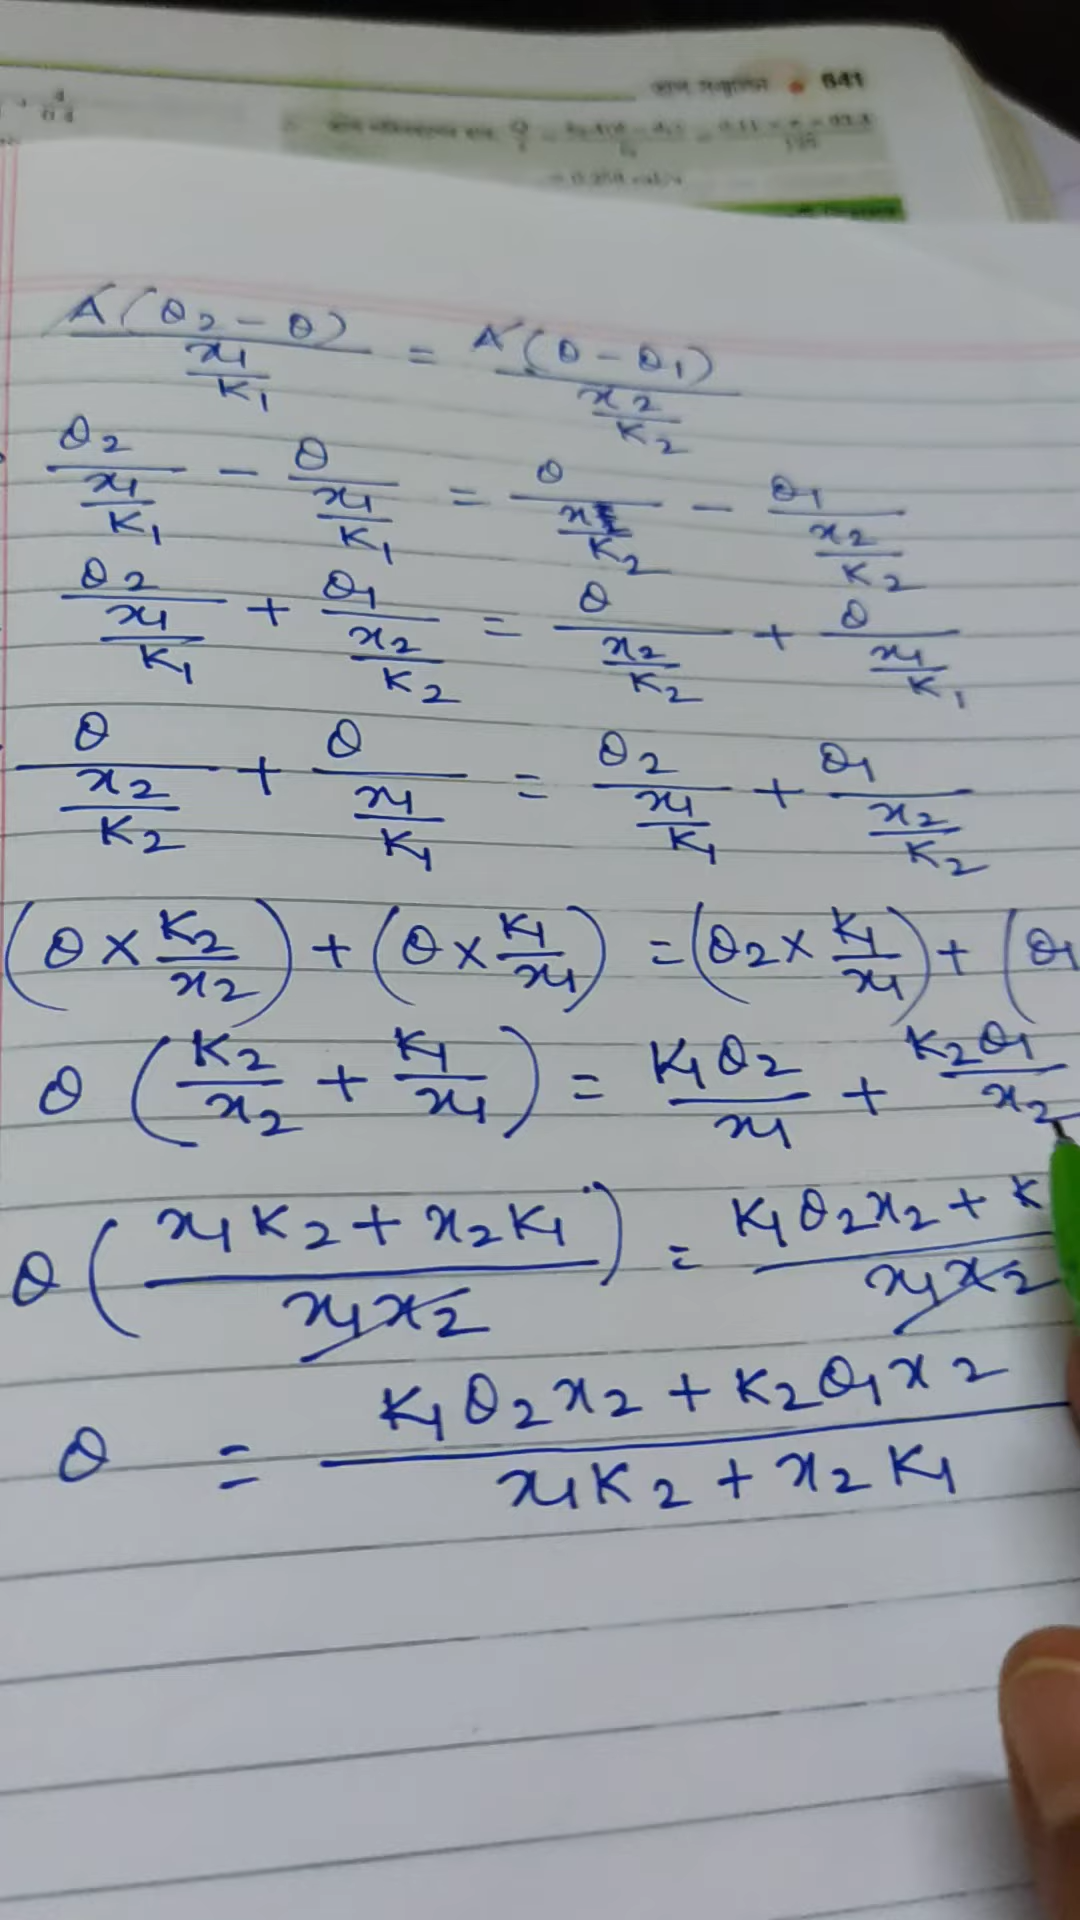 641
A(θ2 - θ) / (x1/K1) = A(θ - θ1) / (x2/K2)
θ2 / (x1/K1) - θ / (x1/K1) = θ / (x2/K2) - θ1 / (x2/K2)
θ2 / (x1/K1) + θ1 / (x2/K2) = θ / (x2/K2) + θ / (x1/K1)
θ / (x2/K2) + θ / (x1/K1) = θ2 / (x1/K1) + θ1 / (x2/K2)
(θ × K2/x2) + (θ × K1/x1) = (θ2 × K1/x1) + (θ1
θ (K2/x2 + K1/x1) = K1θ2/x1 + K2θ1/x2
θ ((x1K2 + x2K1) / x1x2) = (K1θ2x2 + K / x1x2
θ = (K1θ2x2 + K2θ1x2) / (x1K2 + x2K1)